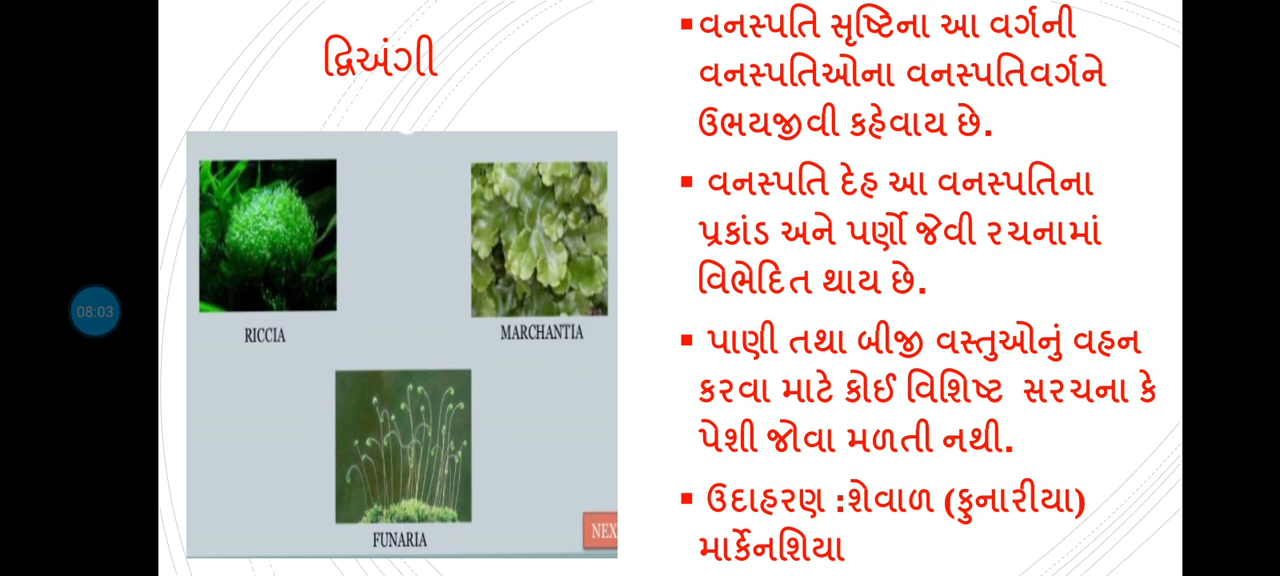 દ્વિઅંગી
RICCIA
MARCHANTIA
FUNARIA
NEX
▪વનસ્પતિ સૃષ્ટિના આ વર્ગની
વનસ્પતિઓના વનસ્પતિવર્ગને
ઉભયજીવી કહેવાય છે.
▪ વનસ્પતિ દેહ આ વનસ્પતિના
પ્રકાંડ અને પર્ણો જેવી રચનામાં
વિભેદિત થાય છે.
▪ પાણી તથા બીજી વસ્તુઓનું વહન
કરવા માટે કોઈ વિશિષ્ટ સરચના કે
પેશી જોવા મળતી નથી.
▪ ઉદાહરણ :શેવાળ (ફુનારીયા)
માર્કેનશિયા
08:03